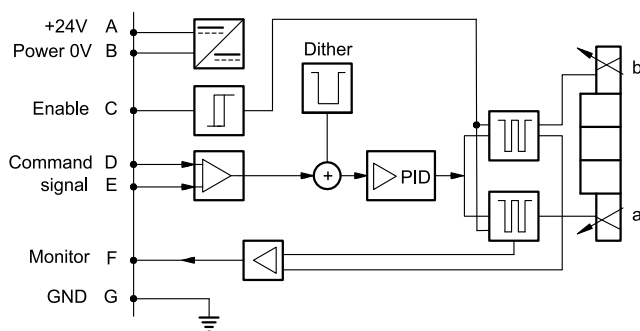 +24V A
Power 0V B
Dither
b
Enable C
Command D
signal E
+
PID
a
Monitor F
GND G